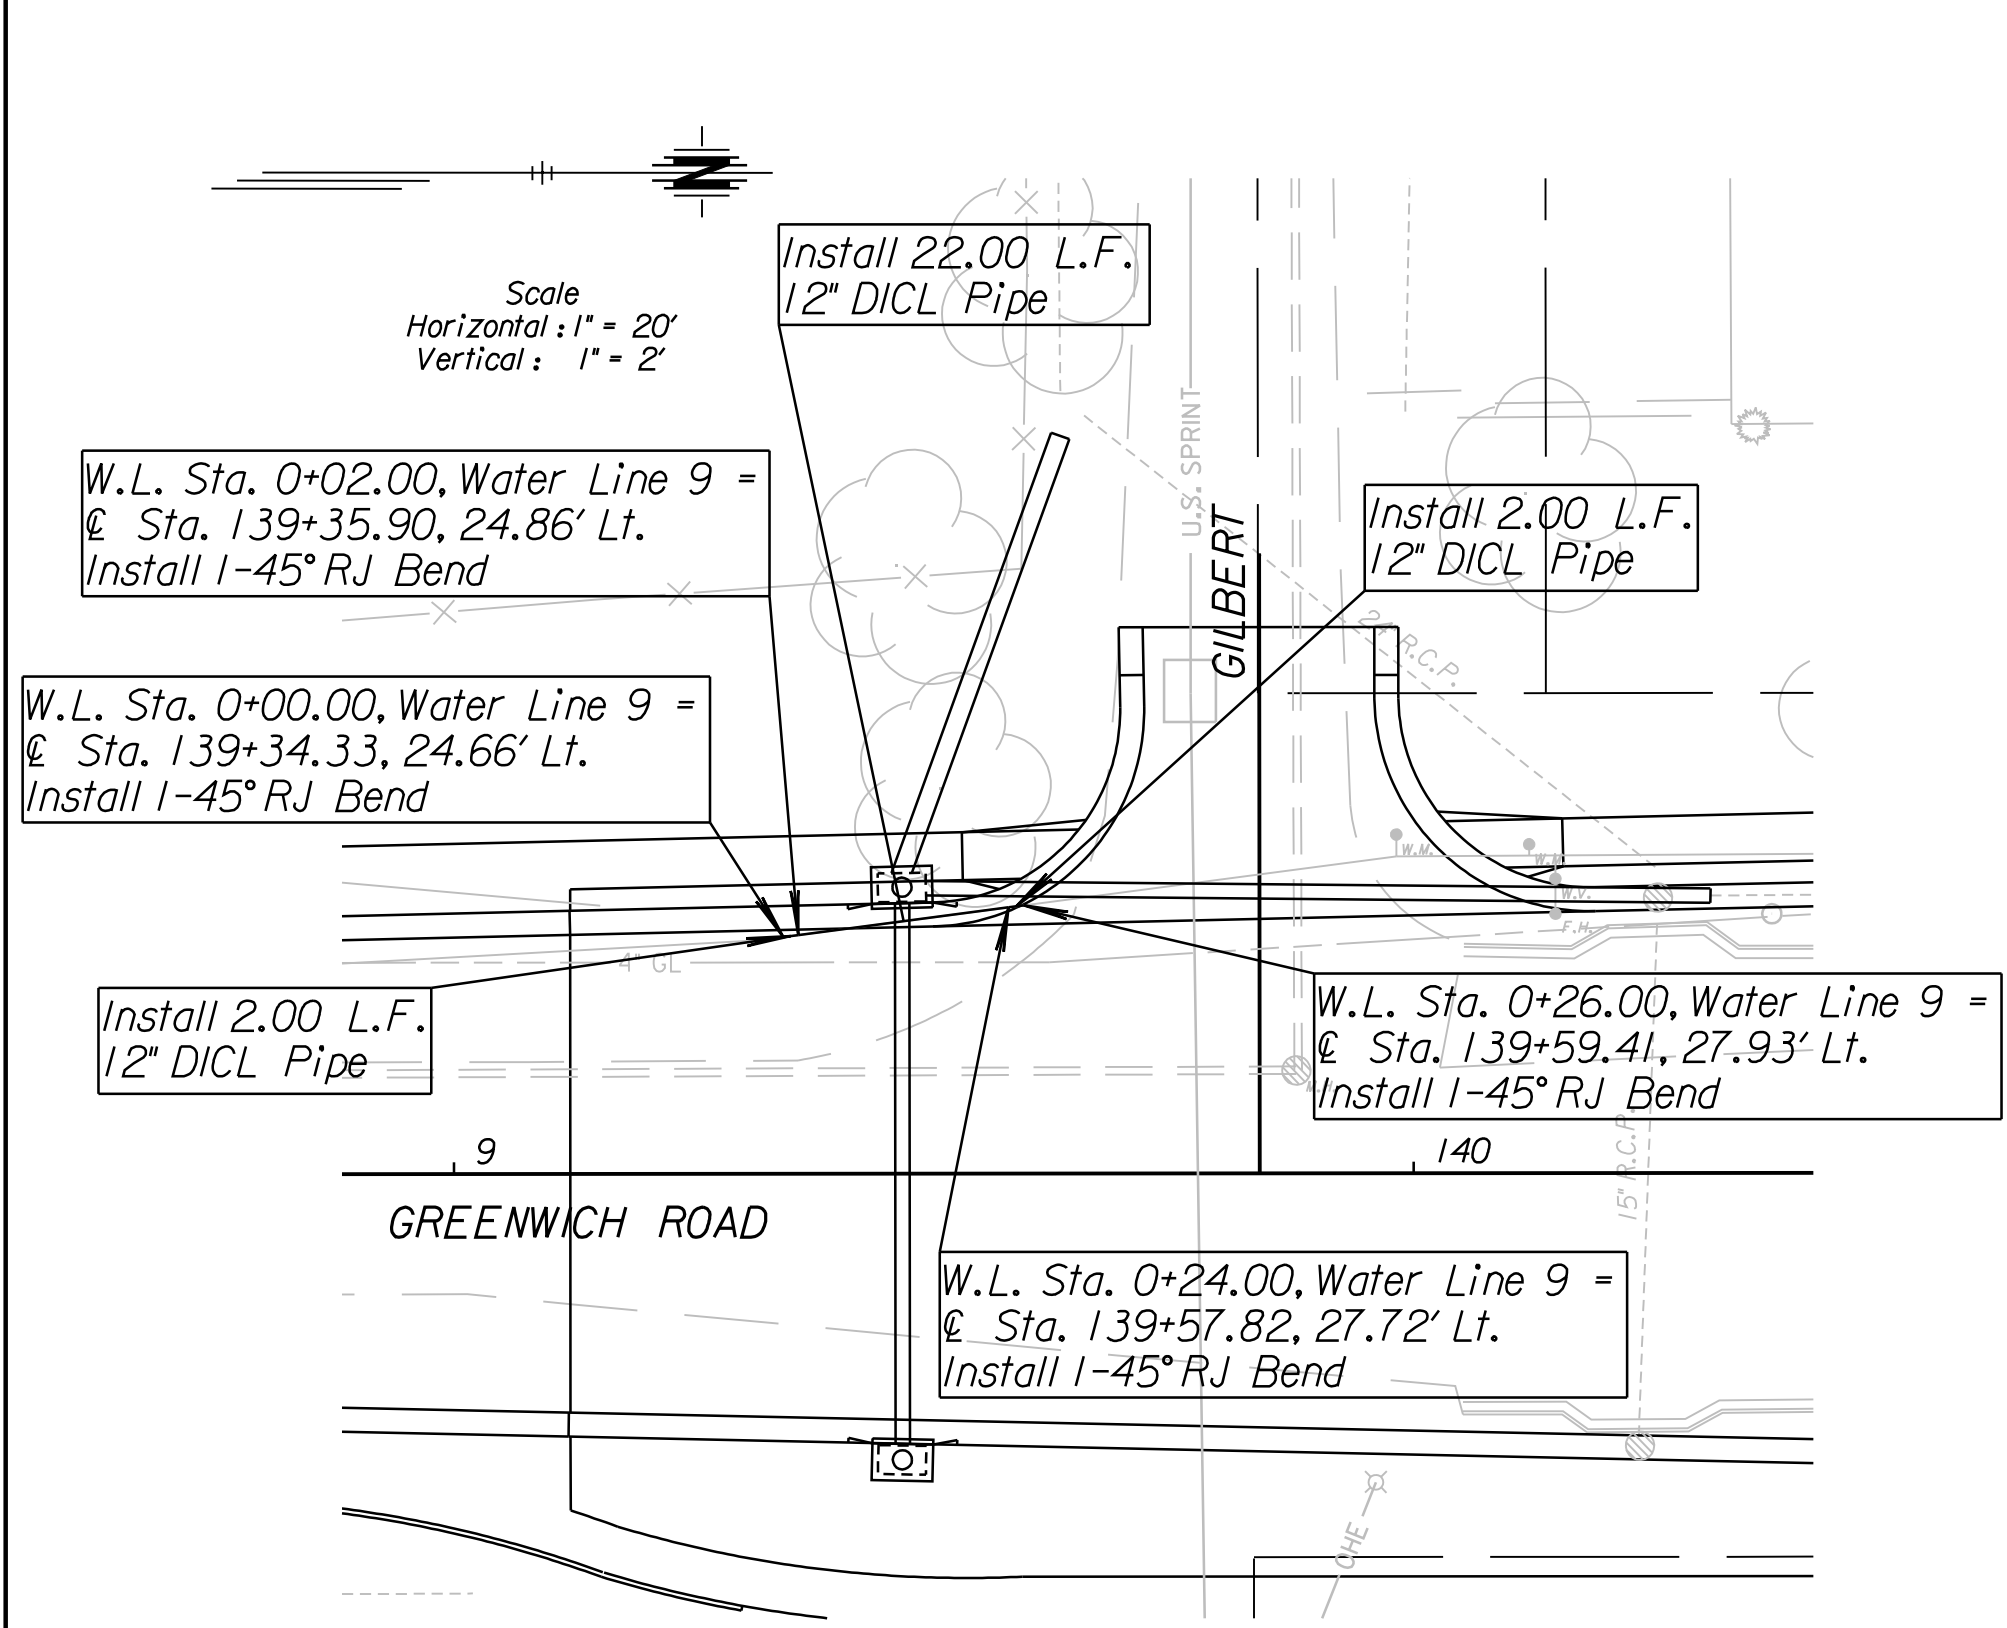 N
Install 22.00 L.F.
12" DICL Pipe
Scale
Horizontal : 1" = 20'
Vertical : 1" = 2'
U.S. SPRINT
W.L. Sta. 0+02.00, Water Line 9 =
℄ Sta. 139+35.90, 24.86' Lt.
Install 1-45° RJ Bend
Install 2.00 L.F.
12" DICL Pipe
GILBERT
24" R.C.P.
W.L. Sta. 0+00.00, Water Line 9 =
℄ Sta. 139+34.33, 24.66' Lt.
Install 1-45° RJ Bend
W.M.
W.M.
W.V.
F.H.
4" GL
Install 2.00 L.F.
12" DICL Pipe
W.L. Sta. 0+26.00, Water Line 9 =
℄ Sta. 139+59.41, 27.93' Lt.
Install 1-45° RJ Bend
M.H.
9
140
15" R.C.P.
GREENWICH ROAD
W.L. Sta. 0+24.00, Water Line 9 =
℄ Sta. 139+57.82, 27.72' Lt.
Install 1-45° RJ Bend
OHE